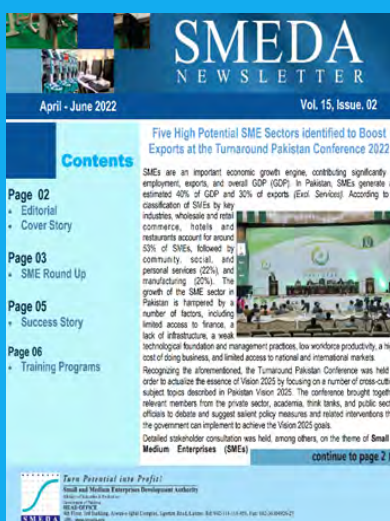 SMEDA
NEWSLETTER
April - June 2022
Vol. 15, Issue. 02
Contents
Page 02
• Editorial
• Cover Story
Page 03
• SME Round Up
Page 05
• Success Story
Page 06
• Training Programs
Five High Potential SME Sectors identified to Boost
Exports at the Turnaround Pakistan Conference 2022
SMEs are an important economic growth engine, contributing significantly
employment, exports, and overall GDP (GDP). In Pakistan, SMEs generate
estimated 40% of GDP and 30% of exports (Excl. Services). According to
classification of SMEs by key
industries, wholesale and retail
commerce, hotels and
restaurants account for around
53% of SMEs, followed by
community, social, and
personal services (22%), and
manufacturing (20%). The
growth of the SME sector in
Pakistan is hampered by a
number of factors, including
limited access to finance, a
lack of infrastructure, a weak
technological foundation and management practices, low workforce productivity, a
cost of doing business, and limited access to national and international markets.
Recognizing the aforementioned, the Turnaround Pakistan Conference was held
order to actualize the essence of Vision 2025 by focusing on a number of
subject topics described in Pakistan Vision 2025. The conference brought
relevant members from the private sector, academia, think tanks, and public
officials to debate and suggest salient policy measures and related interventions
the government can implement to achieve the Vision 2025 goals.
Detailed stakeholder consultation was held, among others, on the theme of Small
Medium Enterprises (SMEs)
continue to page 2
Turn Potential into Profit!
Small and Medium Enterprises Development Authority
HEAD OFFICE
SMEDA